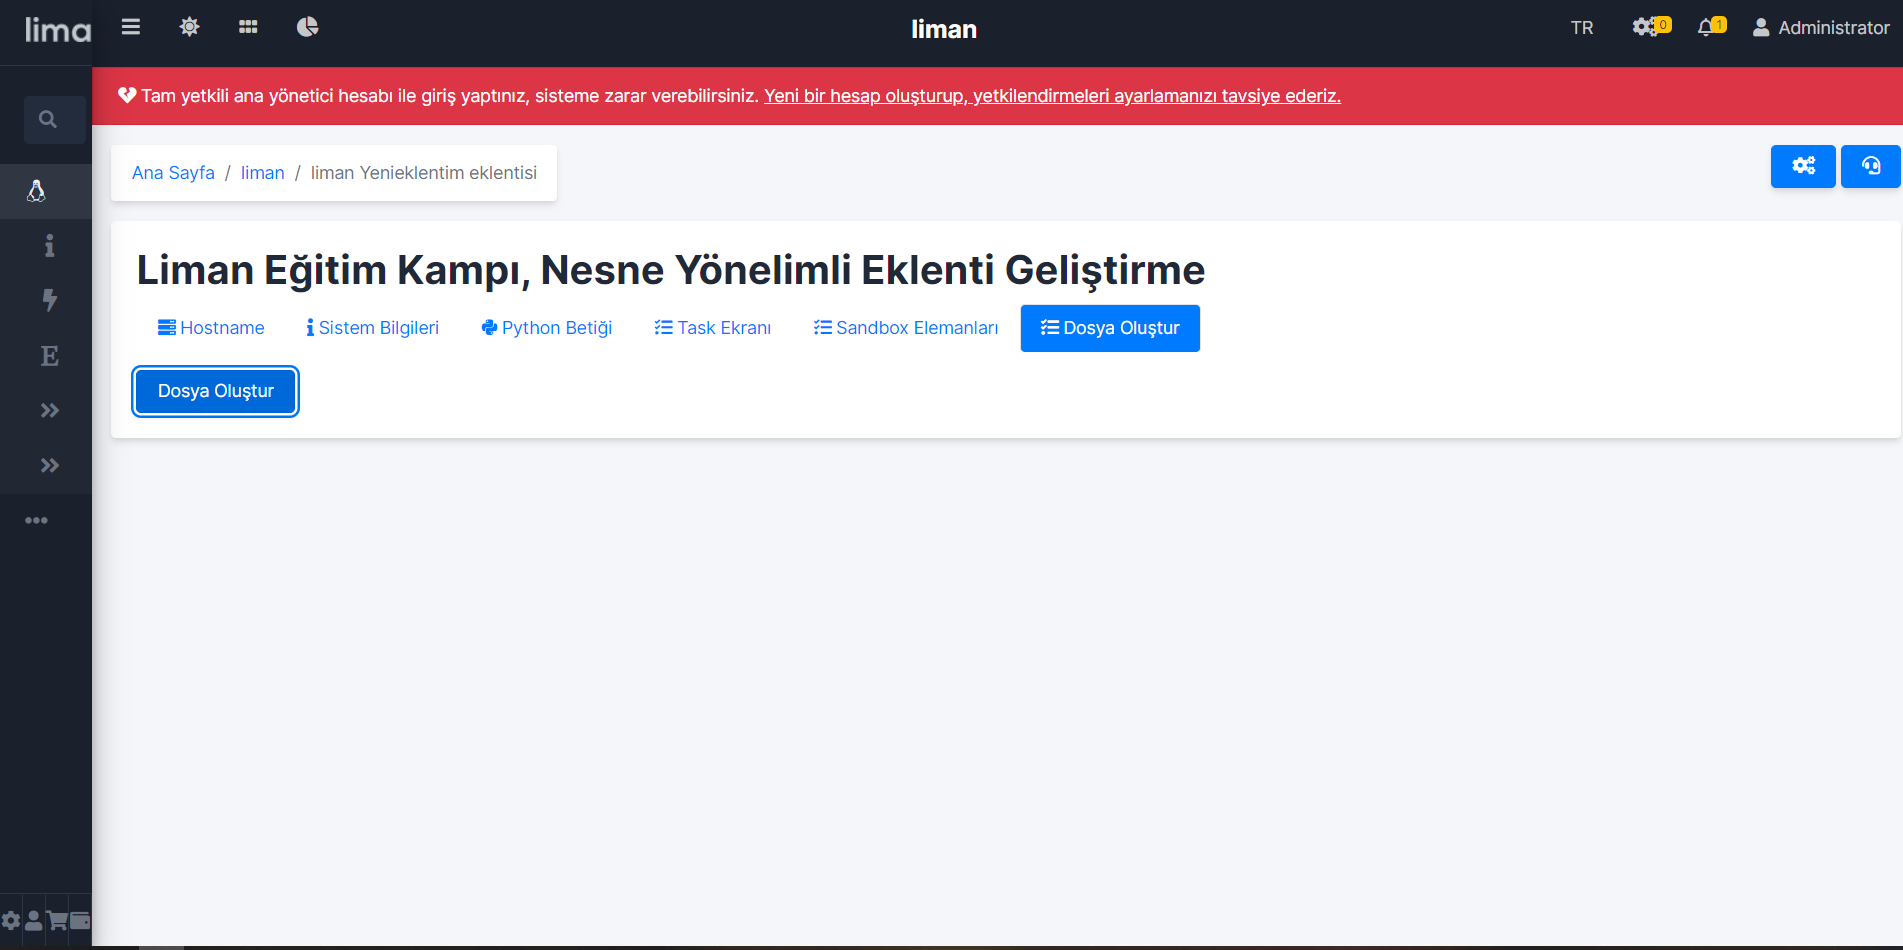 lima
liman
TR
0
1
Administrator
Tam yetkili ana yönetici hesabı ile giriş yaptınız, sisteme zarar verebilirsiniz. Yeni bir hesap oluşturup, yetkilendirmeleri ayarlamanızı tavsiye ederiz.
Ana Sayfa / liman / liman Yenieklentim eklentisi
Liman Eğitim Kampı, Nesne Yönelimli Eklenti Geliştirme
Hostname
Sistem Bilgileri
Python Betiği
Task Ekranı
Sandbox Elemanları
Dosya Oluştur
Dosya Oluştur
E